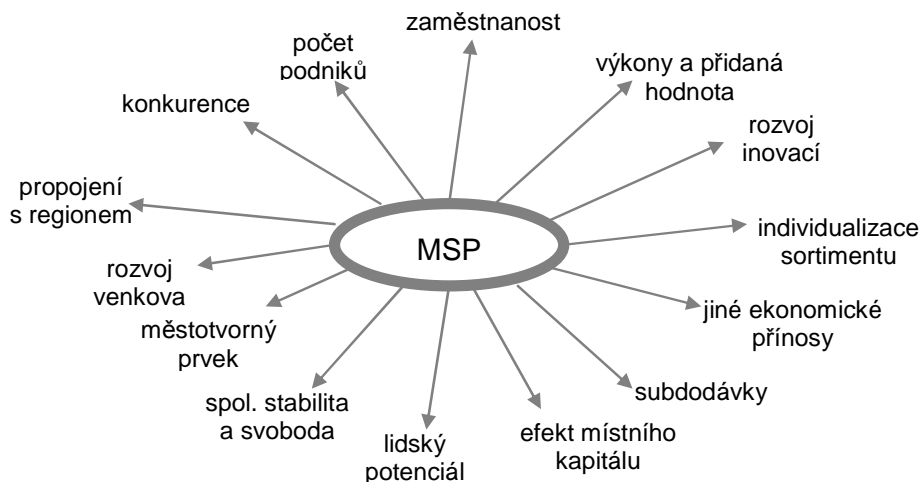 zaměstnanost
počet
podniků
výkony a přidaná
hodnota
konkurence
rozvoj
inovací
propojení
s regionem
individualizace
sortimentu
MSP
rozvoj
venkova
jiné ekonomické
přínosy
městotvorný
prvek
subdodávky
spol. stabilita
a svoboda
efekt místního
kapitálu
lidský
potenciál